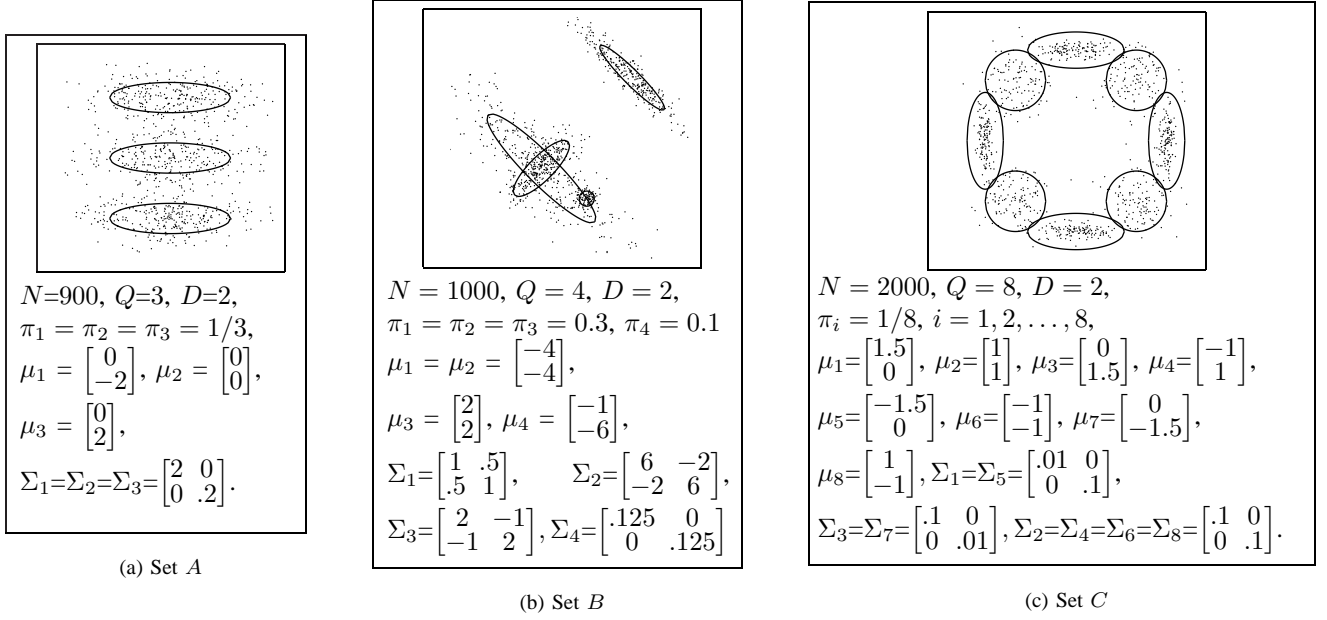 N=900, Q=3, D=2,
π₁ = π₂ = π₃ = 1/3,
μ₁ = [0 −2], μ₂ = [0 0],
μ₃ = [0 2],
Σ₁=Σ₂=Σ₃=[2 0 0 .2].
(a) Set A
N = 1000, Q = 4, D = 2,
π₁ = π₂ = π₃ = 0.3, π₄ = 0.1
μ₁ = μ₂ = [−4 −4],
μ₃ = [2 2], μ₄ = [−1 −6],
Σ₁=[1 .5 .5 1], Σ₂=[6 −2 −2 6],
Σ₃=[2 −1 −1 2], Σ₄=[.125 0 0 .125]
(b) Set B
N = 2000, Q = 8, D = 2,
πᵢ = 1/8, i = 1, 2, . . . , 8,
μ₁=[1.5 0], μ₂=[1 1], μ₃=[0 1.5], μ₄=[−1 1],
μ₅=[−1.5 0], μ₆=[−1 −1], μ₇=[0 −1.5],
μ₈=[1 −1], Σ₁=Σ₅=[.01 0 0 .1],
Σ₃=Σ₇=[.1 0 0 .01], Σ₂=Σ₄=Σ₆=Σ₈=[.1 0 0 .1].
(c) Set C